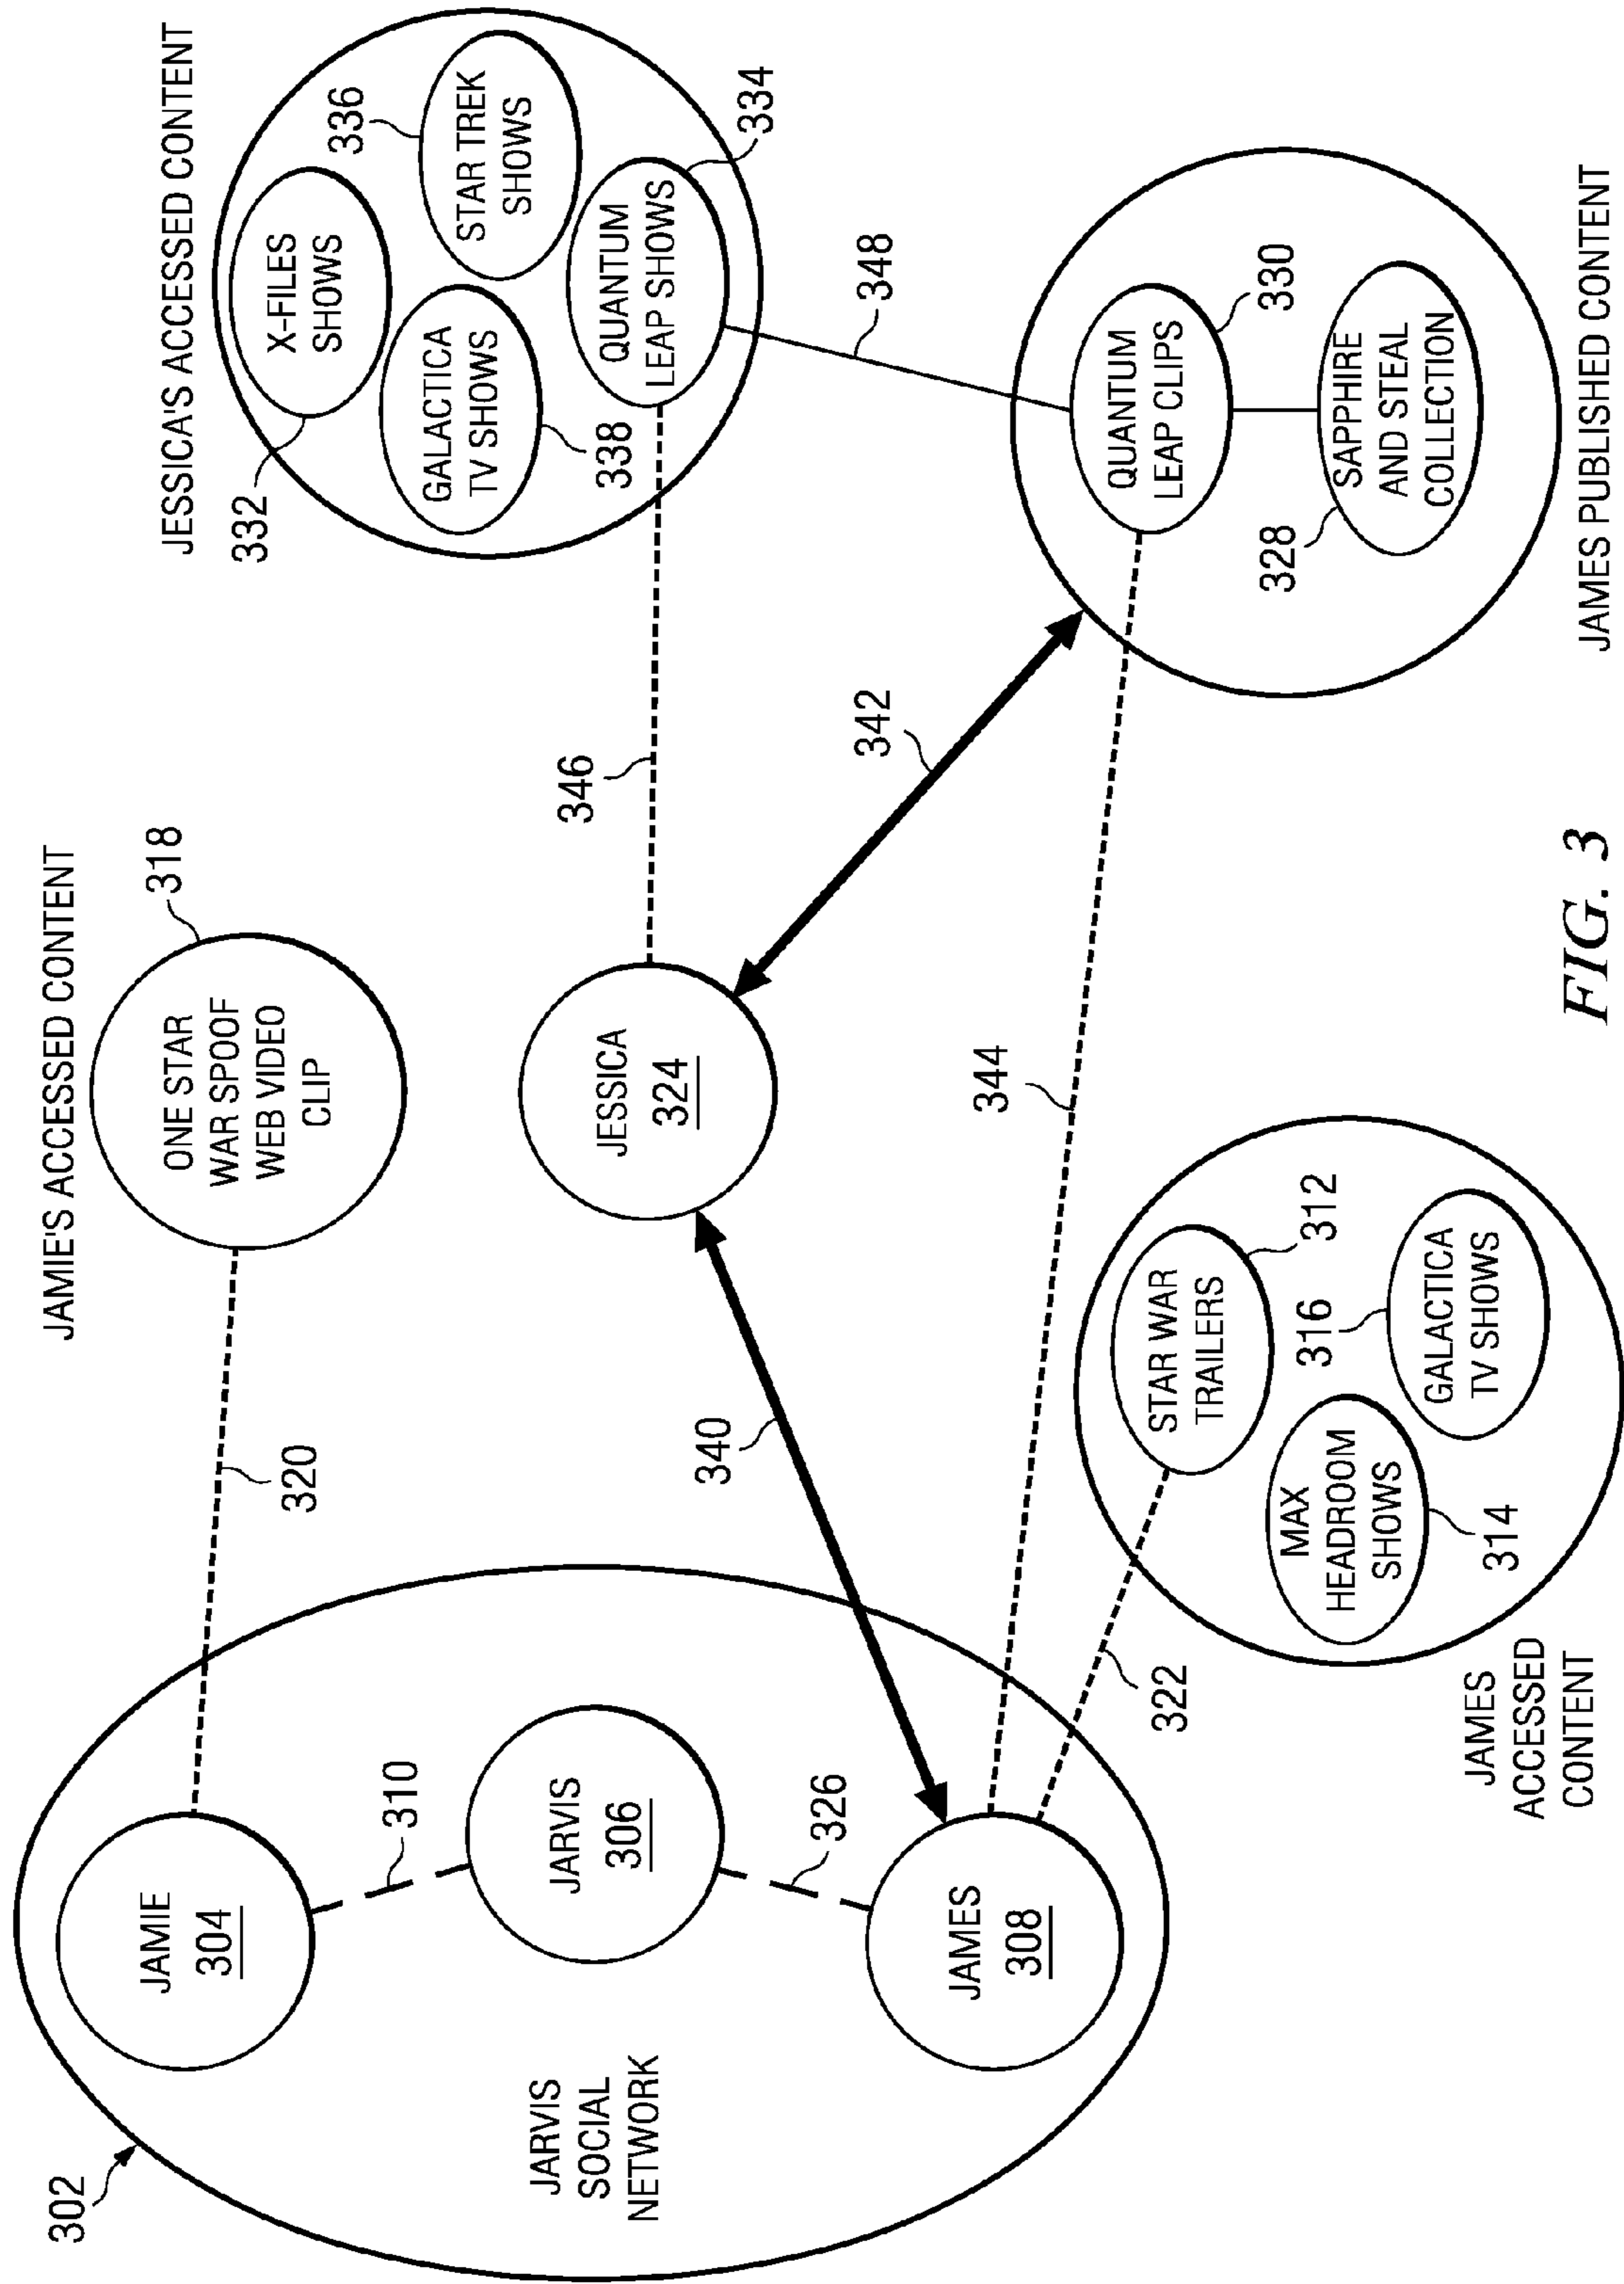 302
JARVIS
SOCIAL
NETWORK
JAMIE
304
310
JARVIS
306
326
JAMES
308
320
JAMIE'S ACCESSED CONTENT
ONE STAR
WAR SPOOF
WEB VIDEO
CLIP
318
340
JESSICA
324
322
JAMES
ACCESSED
CONTENT
STAR WAR
TRAILERS
312
MAX
HEADROOM
SHOWS
314
316
GALACTICA
TV SHOWS
344
346
342
JESSICA'S ACCESSED CONTENT
332
X-FILES
SHOWS
336
STAR TREK
SHOWS
GALACTICA
TV SHOWS
338
QUANTUM
LEAP SHOWS
334
348
QUANTUM
LEAP CLIPS
330
328
SAPPHIRE
AND STEAL
COLLECTION
JAMES PUBLISHED CONTENT
FIG. 3